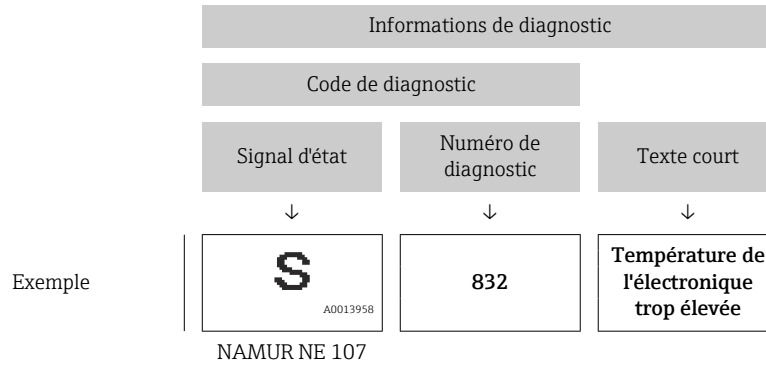 Informations de diagnostic
Code de diagnostic
Signal d'état
Numéro de
diagnostic
Texte court
↓ ↓ ↓
Exemple
S
A0013958
832
Température de
l'électronique
trop élevée
NAMUR NE 107